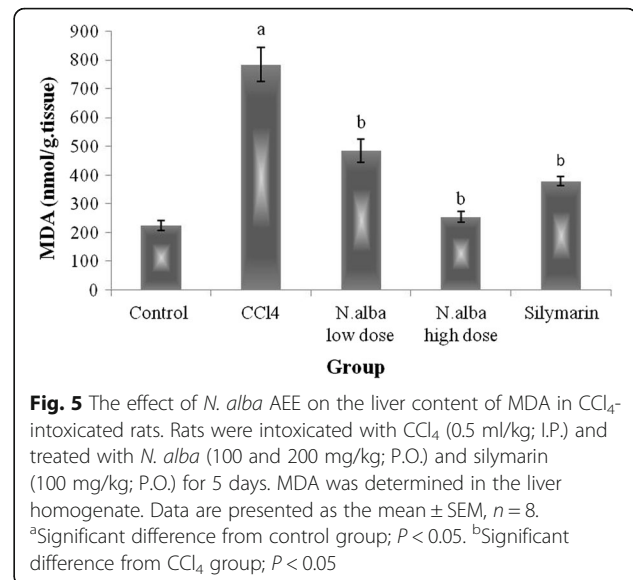 900
800
700
600
500
400
300
200
100
0
MDA (nmol/g.tissue)
a
b
b
b
Control CCl4 N.alba low dose N.alba high dose Silymarin
Group
Fig. 5 The effect of N. alba AEE on the liver content of MDA in CCl₄-
intoxicated rats. Rats were intoxicated with CCl₄ (0.5 ml/kg; I.P.) and
treated with N. alba (100 and 200 mg/kg; P.O.) and silymarin
(100 mg/kg; P.O.) for 5 days. MDA was determined in the liver
homogenate. Data are presented as the mean ± SEM, n = 8.
ᵃSignificant difference from control group; P < 0.05. ᵇSignificant
difference from CCl₄ group; P < 0.05